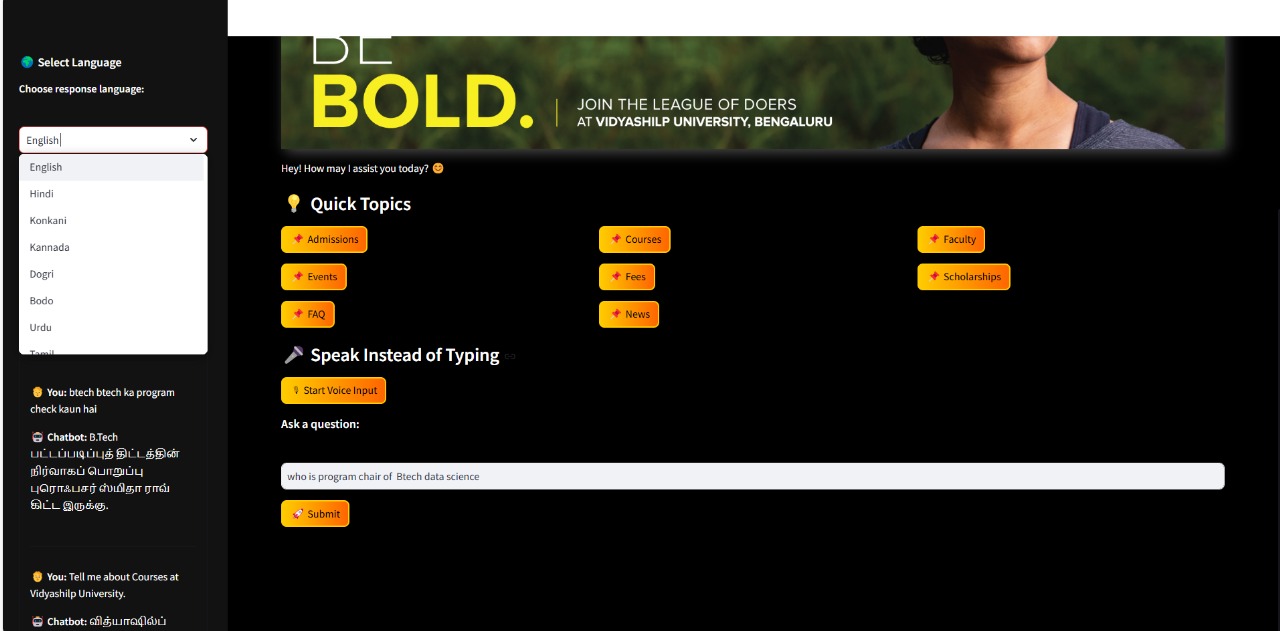 Select Language
Choose response language:
English
English
Hindi
Konkani
Kannada
Dogri
Bodo
Urdu
Tamil
You: btech btech ka program
check kaun hai
Chatbot: B.Tech
பட்டப்படிப்புத் திட்டத்தின்
நிர்வாகப் பொறுப்பு
புரொஃபசர் ஸ்மிதா ராவ்
கிட்ட இருக்கு.
You: Tell me about Courses at
Vidyashilp University.
Chatbot: வித்யாஷில்ப்
BE
BOLD.
JOIN THE LEAGUE OF DOERS
AT VIDYASHILP UNIVERSITY, BENGALURU
Hey! How may I assist you today?
Quick Topics
Admissions
Courses
Faculty
Events
Fees
Scholarships
FAQ
News
Speak Instead of Typing
Start Voice Input
Ask a question:
who is program chair of Btech data science
Submit